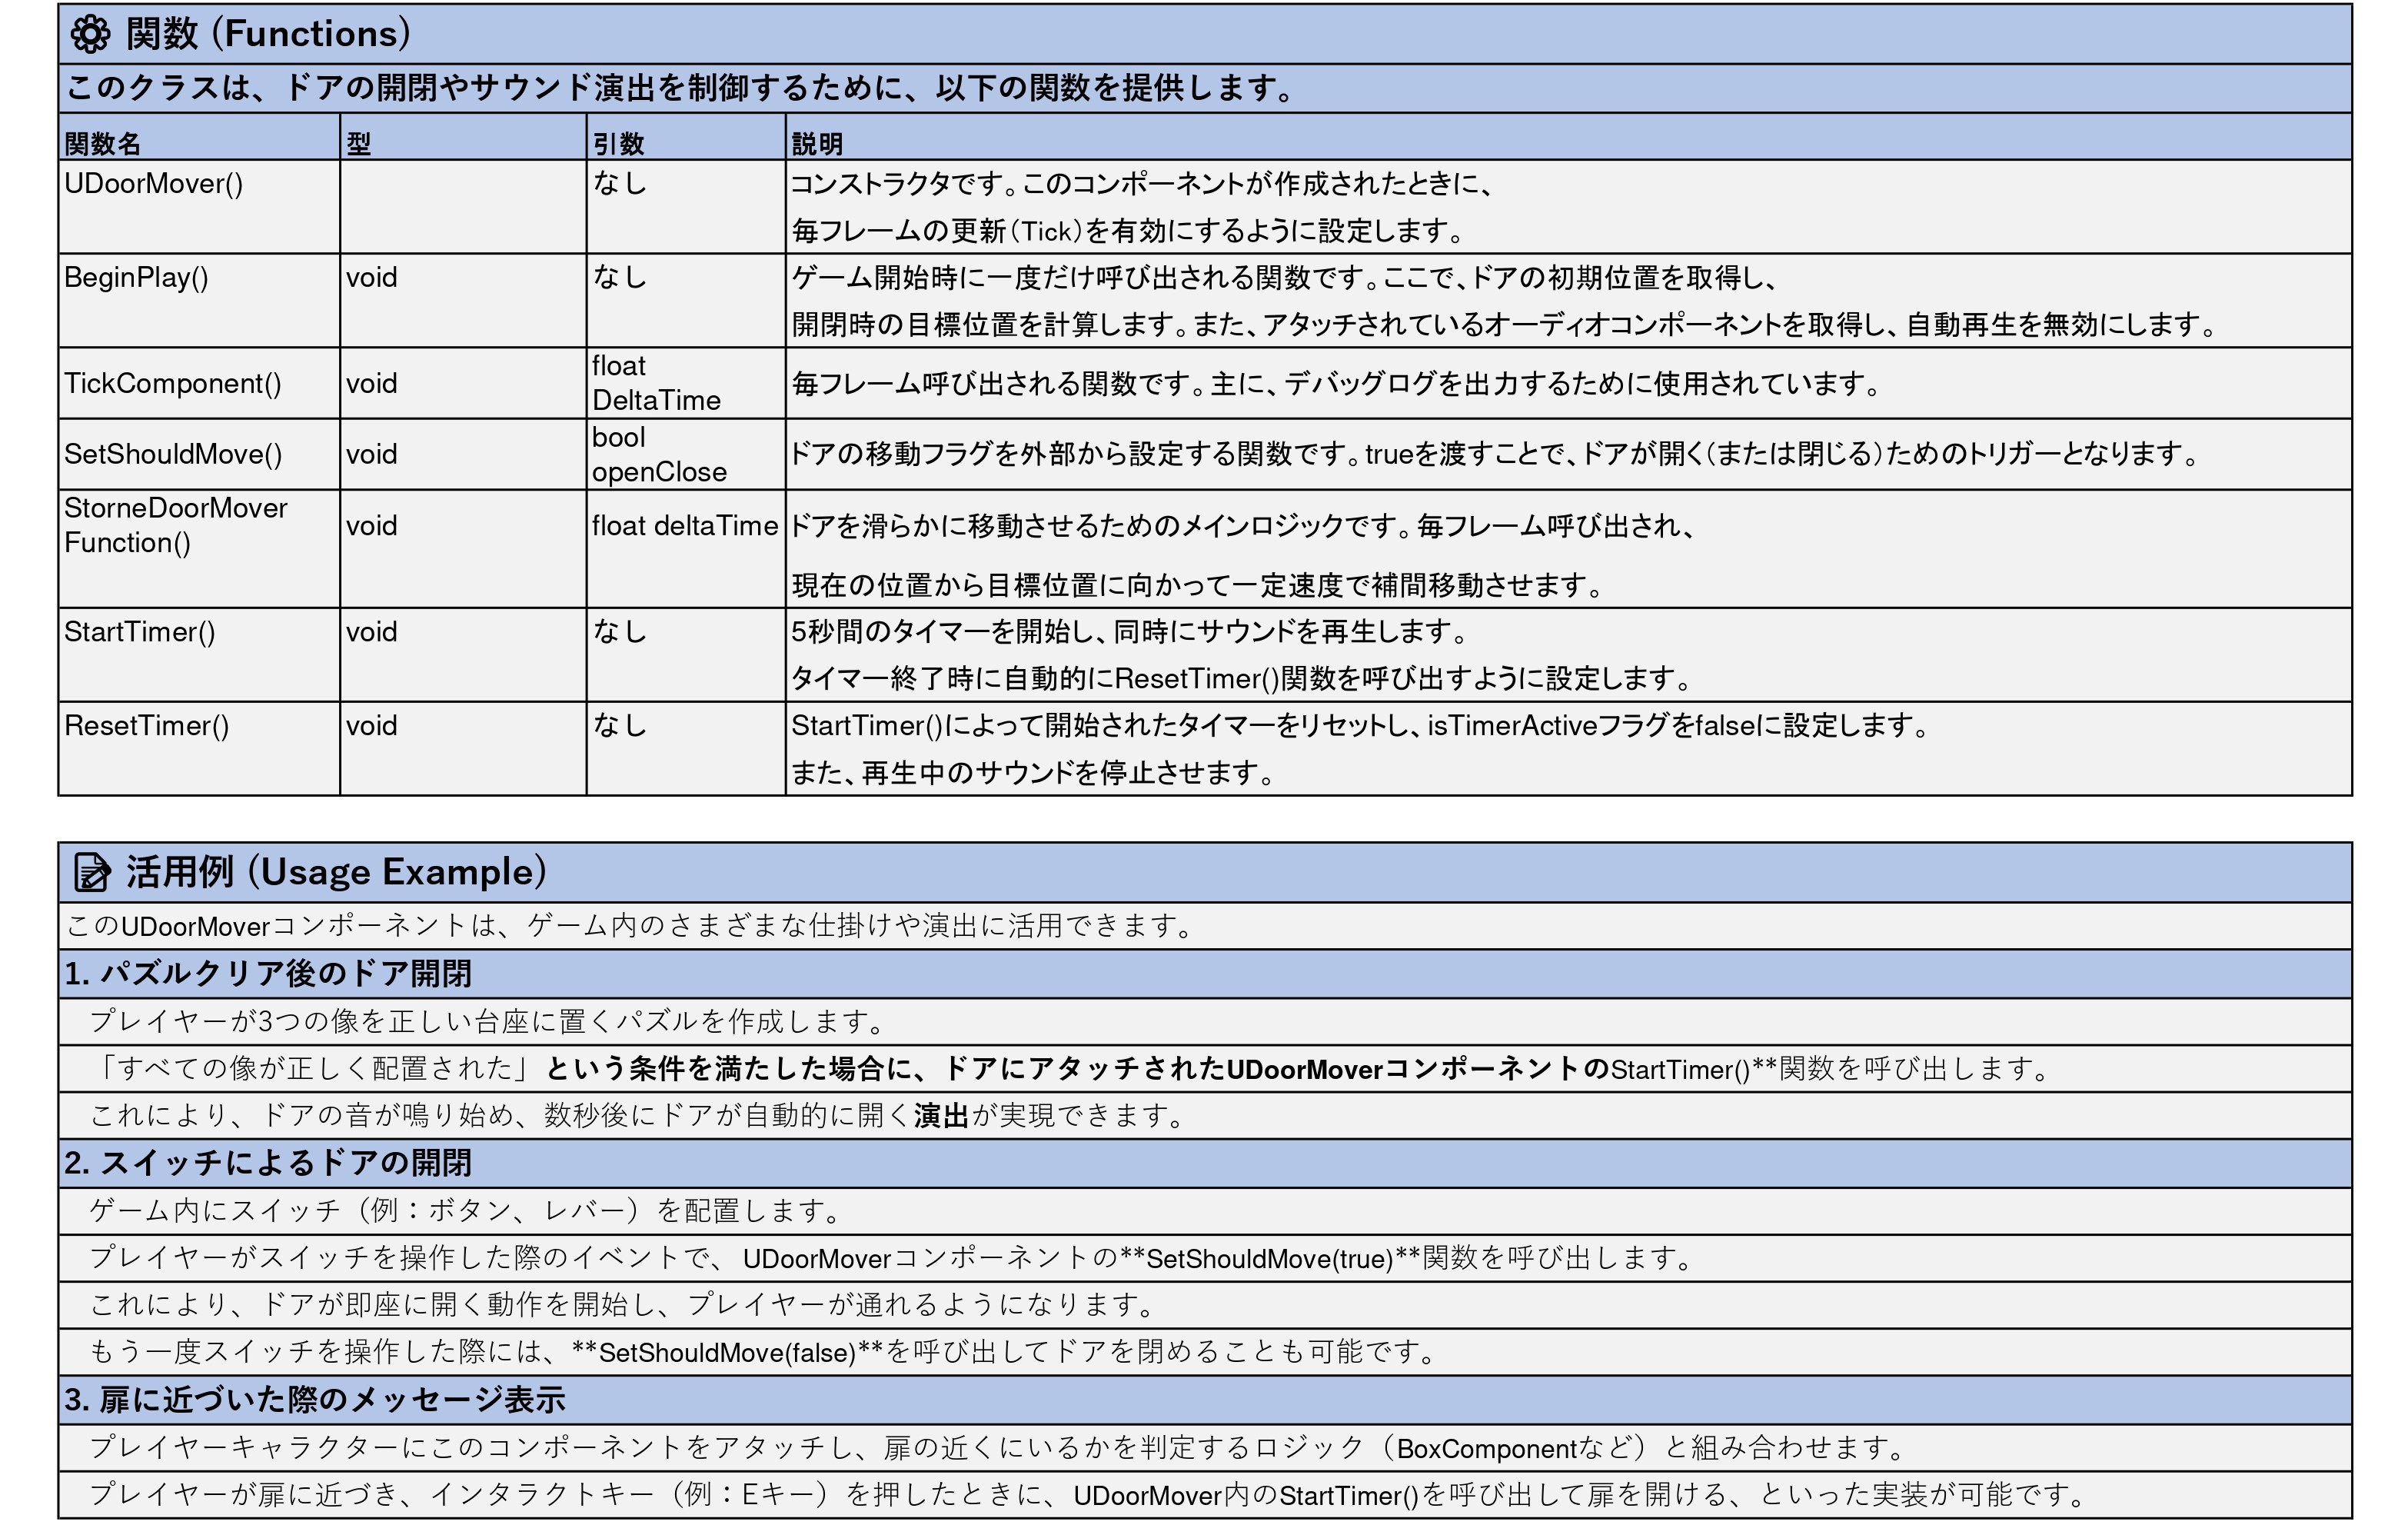 関数 (Functions)
このクラスは、ドアの開閉やサウンド演出を制御するために、以下の関数を提供します。
関数名 型 引数 説明
UDoorMover() なし コンストラクタです。このコンポーネントが作成されたときに、
毎フレームの更新(Tick)を有効にするように設定します。
BeginPlay() void なし ゲーム開始時に一度だけ呼び出される関数です。ここで、ドアの初期位置を取得し、
開閉時の目標位置を計算します。また、アタッチされているオーディオコンポーネントを取得し、自動再生を無効にします。
TickComponent() void float
DeltaTime 毎フレーム呼び出される関数です。主に、デバッグログを出力するために使用されています。
SetShouldMove() void bool
openClose ドアの移動フラグを外部から設定する関数です。trueを渡すことで、ドアが開く(または閉じる)ためのトリガーとなります。
StorneDoorMover
Function() void float deltaTime ドアを滑らかに移動させるためのメインロジックです。毎フレーム呼び出され、
現在の位置から目標位置に向かって一定速度で補間移動させます。
StartTimer() void なし 5秒間のタイマーを開始し、同時にサウンドを再生します。
タイマー終了時に自動的にResetTimer()関数を呼び出すように設定します。
ResetTimer() void なし StartTimer()によって開始されたタイマーをリセットし、isTimerActiveフラグをfalseに設定します。
また、再生中のサウンドを停止させます。
活用例 (Usage Example)
このUDoorMoverコンポーネントは、ゲーム内のさまざまな仕掛けや演出に活用できます。
1. パズルクリア後のドア開閉
プレイヤーが3つの像を正しい台座に置くパズルを作成します。
「すべての像が正しく配置された」という条件を満たした場合に、ドアにアタッチされたUDoorMoverコンポーネントのStartTimer()**関数を呼び出します。
これにより、ドアの音が鳴り始め、数秒後にドアが自動的に開く演出が実現できます。
2. スイッチによるドアの開閉
ゲーム内にスイッチ（例：ボタン、レバー）を配置します。
プレイヤーがスイッチを操作した際のイベントで、UDoorMoverコンポーネントの**SetShouldMove(true)**関数を呼び出します。
これにより、ドアが即座に開く動作を開始し、プレイヤーが通れるようになります。
もう一度スイッチを操作した際には、**SetShouldMove(false)**を呼び出してドアを閉めることも可能です。
3. 扉に近づいた際のメッセージ表示
プレイヤーキャラクターにこのコンポーネントをアタッチし、扉の近くにいるかを判定するロジック（BoxComponentなど）と組み合わせます。
プレイヤーが扉に近づき、インタラクトキー（例：Eキー）を押したときに、UDoorMover内のStartTimer()を呼び出して扉を開ける、といった実装が可能です。